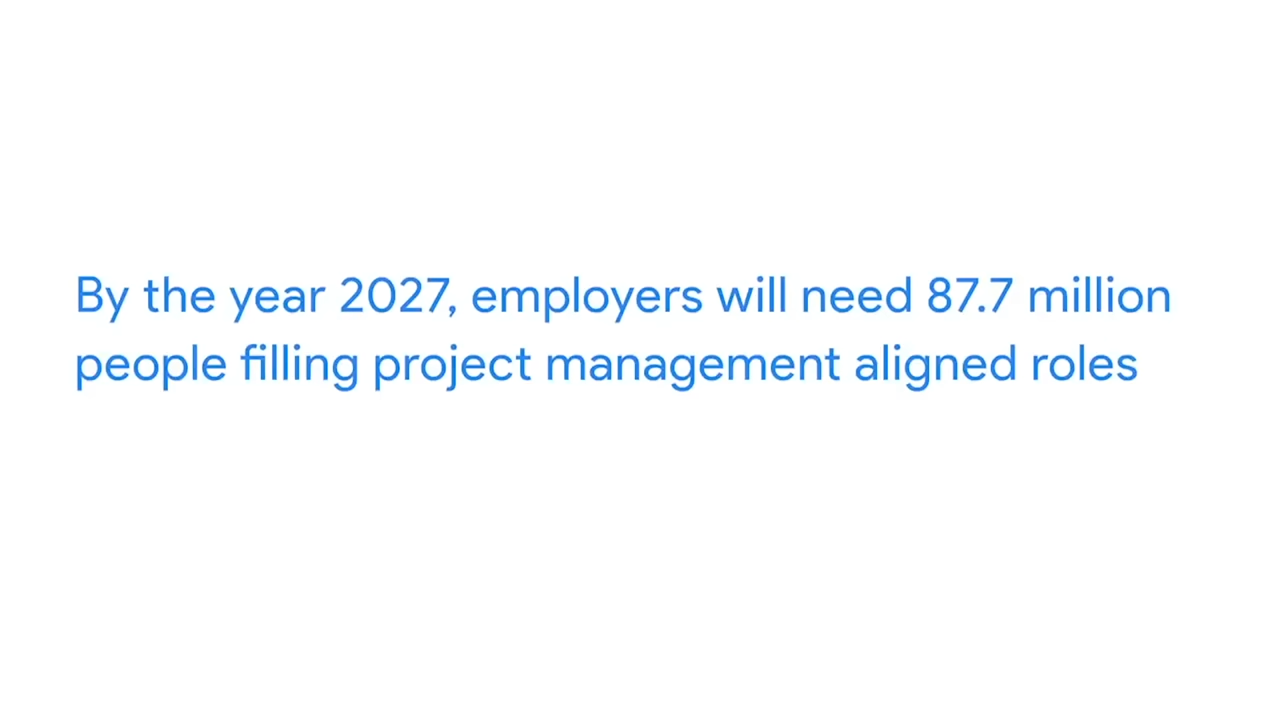 By the year 2027, employers will need 87.7 million
people filling project management aligned roles